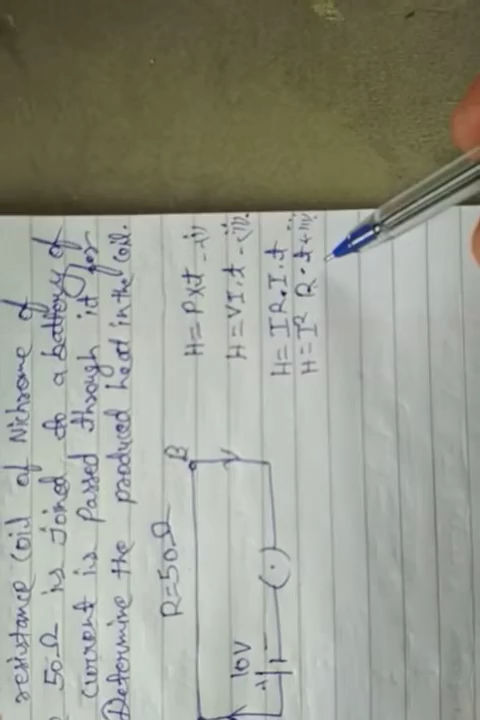 resistance Coil of Nichrome of
50Ω is joined to a battery of
Current is Passed through it for
Determine the produced heat in the Coil.
R=50Ω
B
10V
H = P×t -(i)
H = VI.t -(ii)
H = IR.I.t
H = I² R.t -(iii)